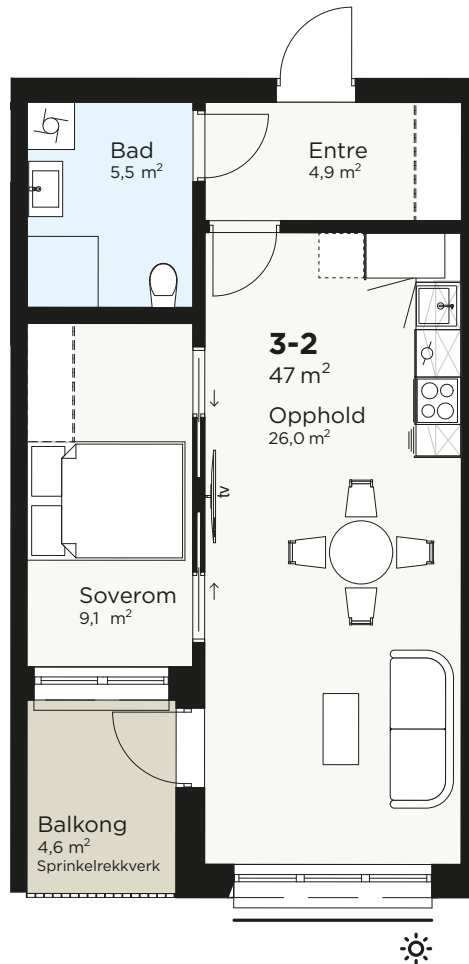 Bad
5,5 m²
Entre
4,9 m²
3-2
47 m²
Opphold
26,0 m²
tv
Soverom
9,1 m²
Balkong
4,6 m²
Sprinkelrekkverk